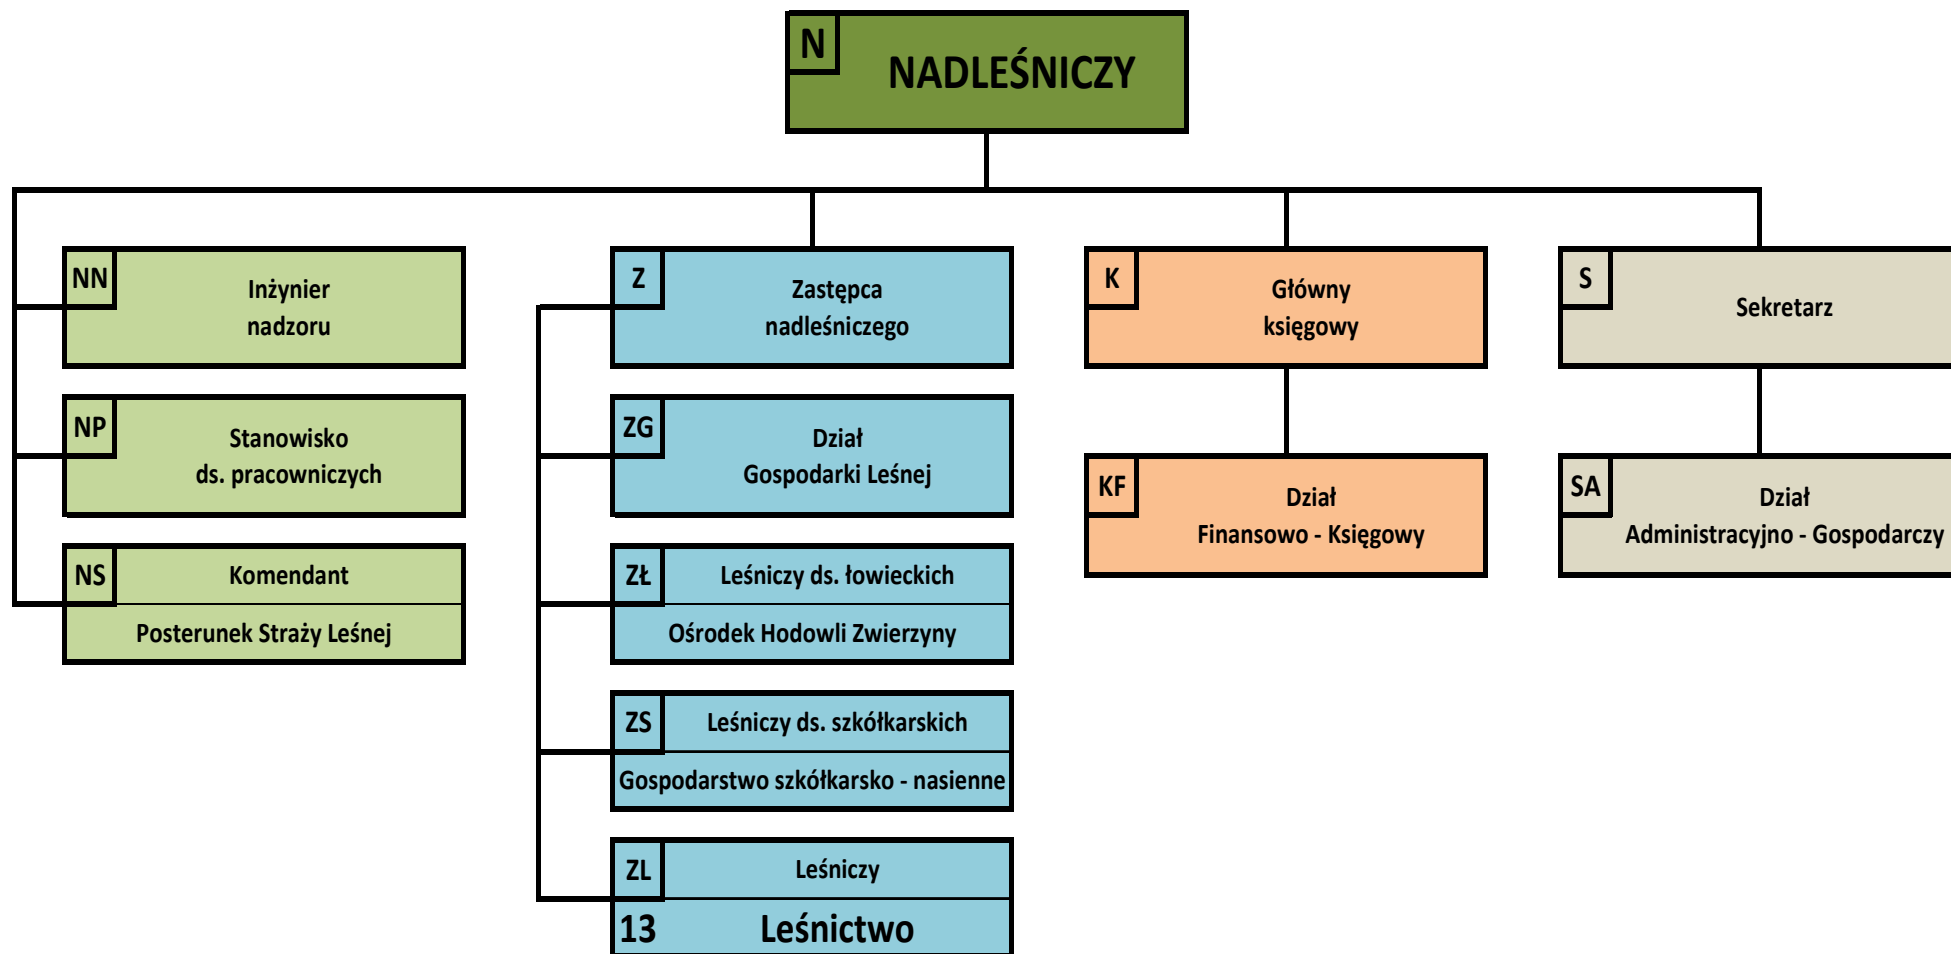 N
NADLEŚNICZY
NN
Inżynier
nadzoru
NP
Stanowisko
ds. pracowniczych
NS
Komendant
Posterunek Straży Leśnej
Z
Zastępca
nadleśniczego
ZG
Dział
Gospodarki Leśnej
ZŁ
Leśniczy ds. łowieckich
Ośrodek Hodowli Zwierzyny
ZS
Leśniczy ds. szkółkarskich
Gospodarstwo szkółkarsko - nasienne
ZL
Leśniczy
13 Leśnictwo
K
Główny
księgowy
KF
Dział
Finansowo - Księgowy
S
Sekretarz
SA
Dział
Administracyjno - Gospodarczy